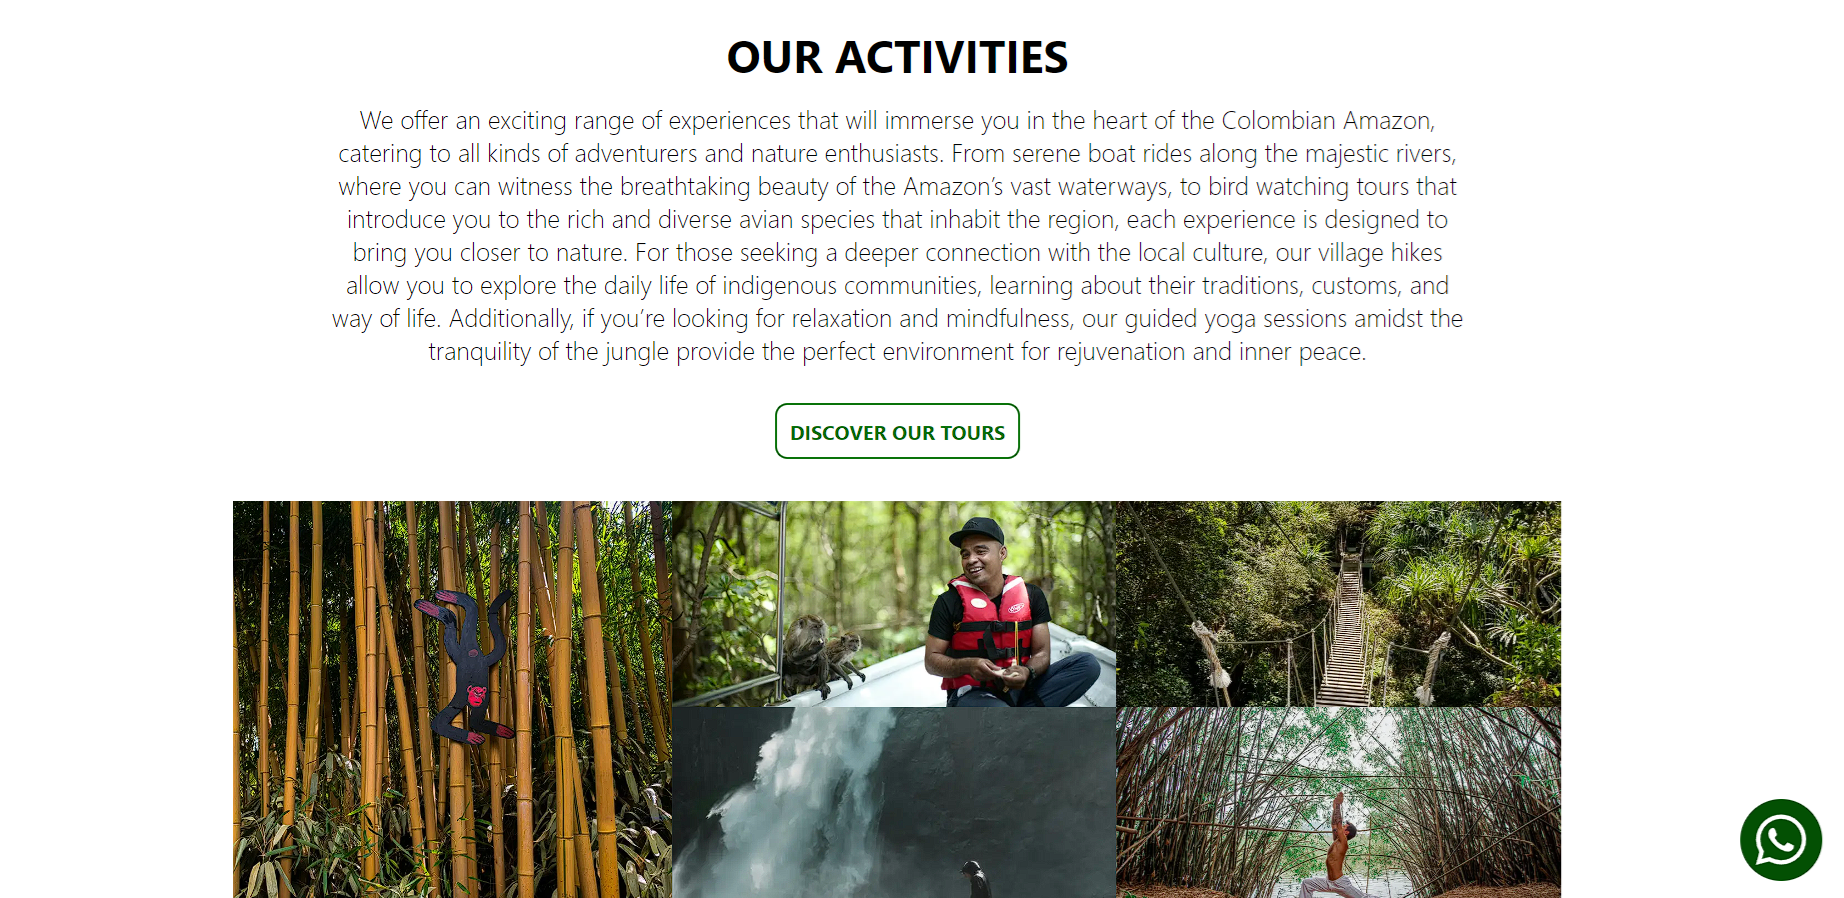 OUR ACTIVITIES
We offer an exciting range of experiences that will immerse you in the heart of the Colombian Amazon,
catering to all kinds of adventurers and nature enthusiasts. From serene boat rides along the majestic rivers,
where you can witness the breathtaking beauty of the Amazon’s vast waterways, to bird watching tours that
introduce you to the rich and diverse avian species that inhabit the region, each experience is designed to
bring you closer to nature. For those seeking a deeper connection with the local culture, our village hikes
allow you to explore the daily life of indigenous communities, learning about their traditions, customs, and
way of life. Additionally, if you’re looking for relaxation and mindfulness, our guided yoga sessions amidst the
tranquility of the jungle provide the perfect environment for rejuvenation and inner peace.
DISCOVER OUR TOURS